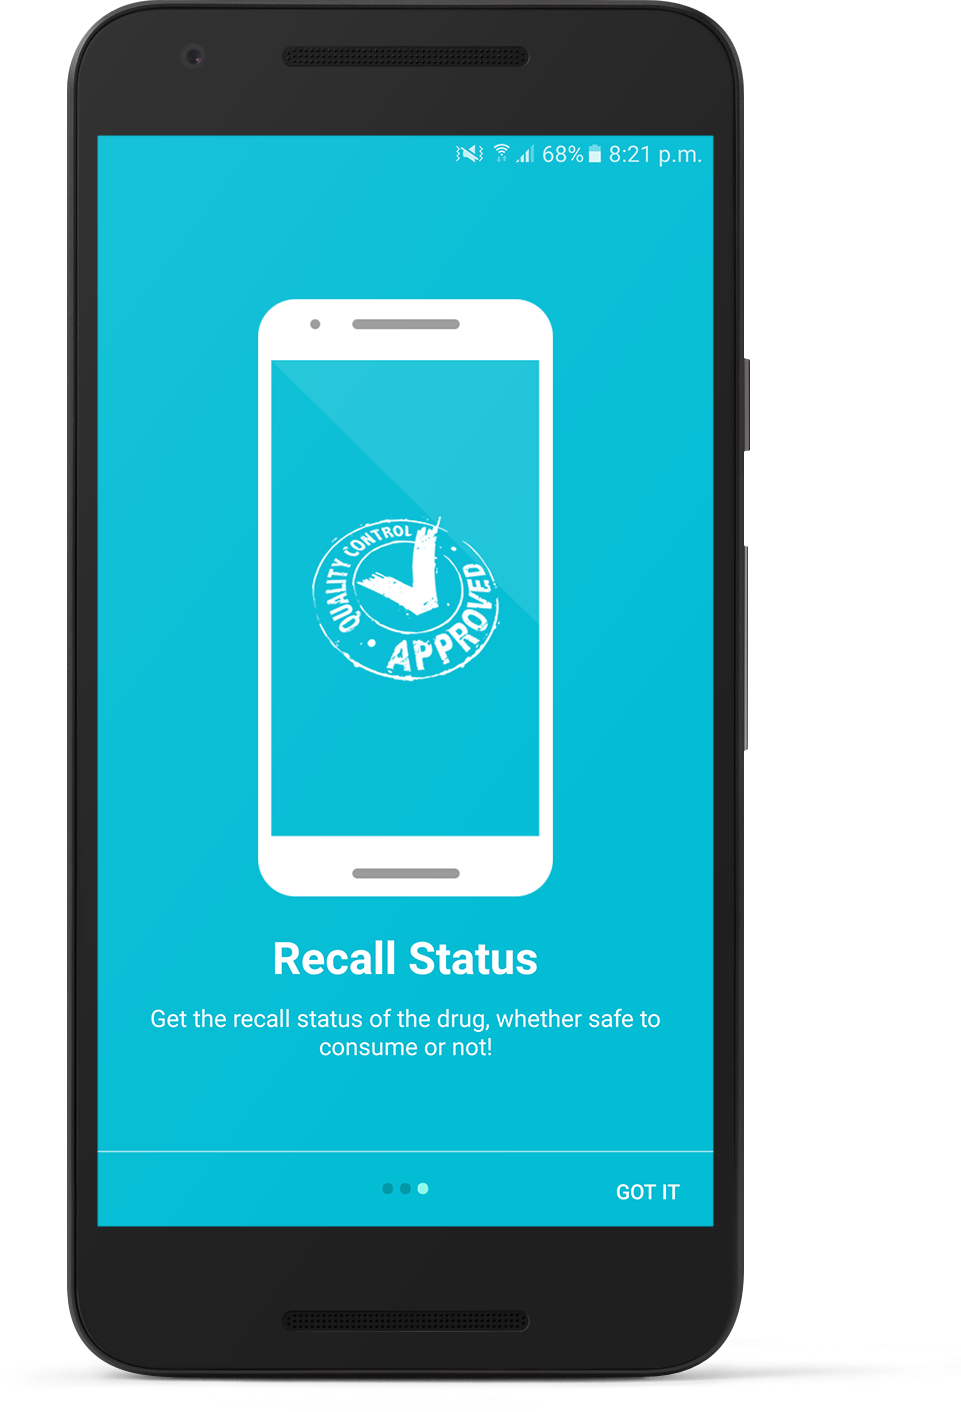 68% 8:21 p.m.
QUALITY CONTROL
APPROVED
Recall Status
Get the recall status of the drug, whether safe to
consume or not!
GOT IT